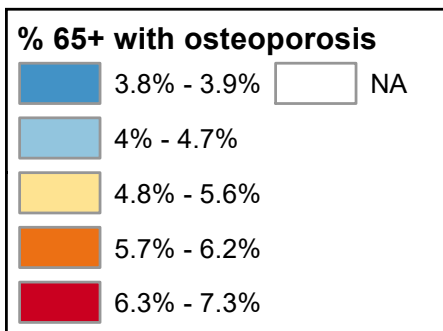 % 65+ with osteoporosis
3.8% - 3.9% NA
4% - 4.7%
4.8% - 5.6%
5.7% - 6.2%
6.3% - 7.3%